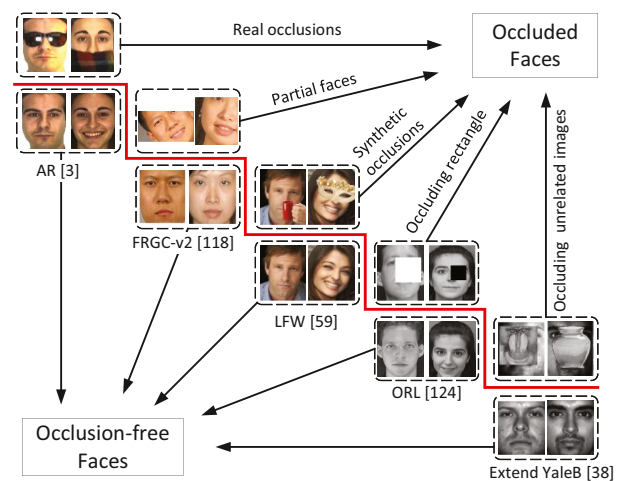 Real occlusions
Occluded
Faces
Partial faces
Synthetic
occlusions
Occluding rectangle
Occluding unrelated images
AR [3]
FRGC-v2 [118]
LFW [59]
ORL [124]
Extend YaleB [38]
Occlusion-free
Faces